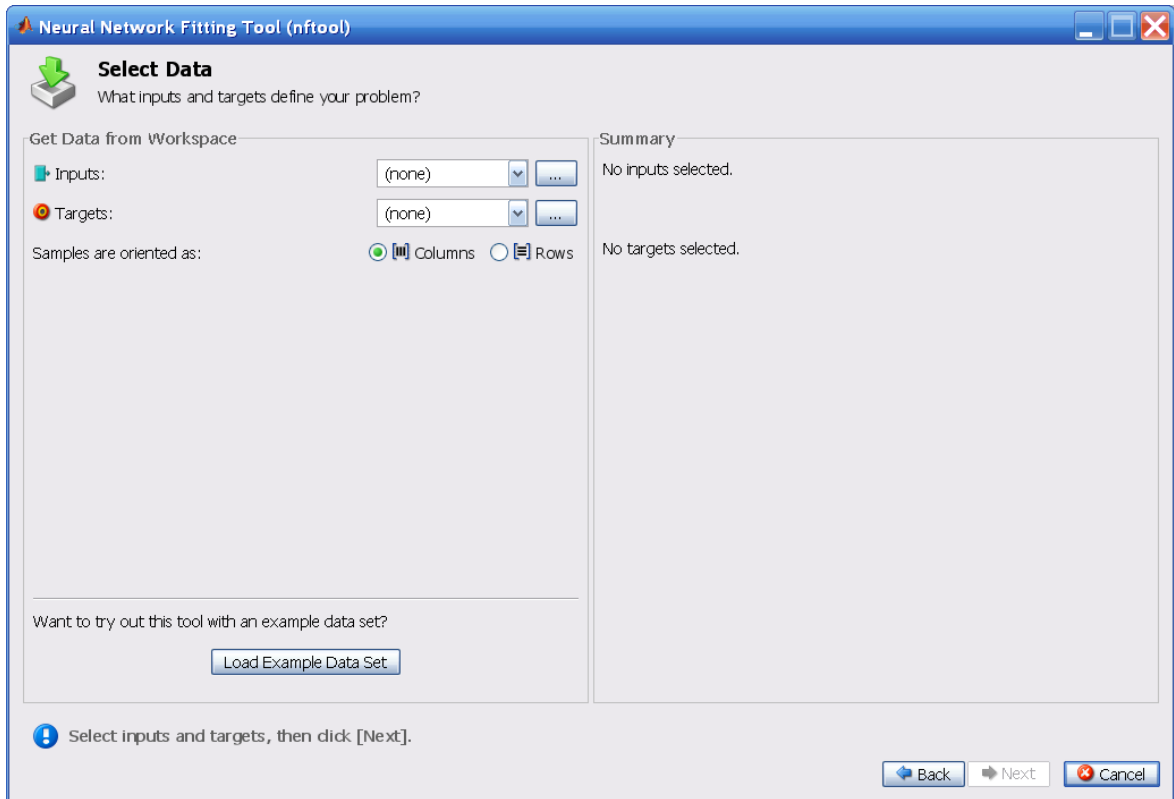 Neural Network Fitting Tool (nftool)
Select Data
What inputs and targets define your problem?
Get Data from Workspace
Inputs: (none) ...
Targets: (none) ...
Samples are oriented as: Columns Rows
Want to try out this tool with an example data set?
Load Example Data Set
Summary
No inputs selected.
No targets selected.
Select inputs and targets, then click [Next].
Back Next Cancel